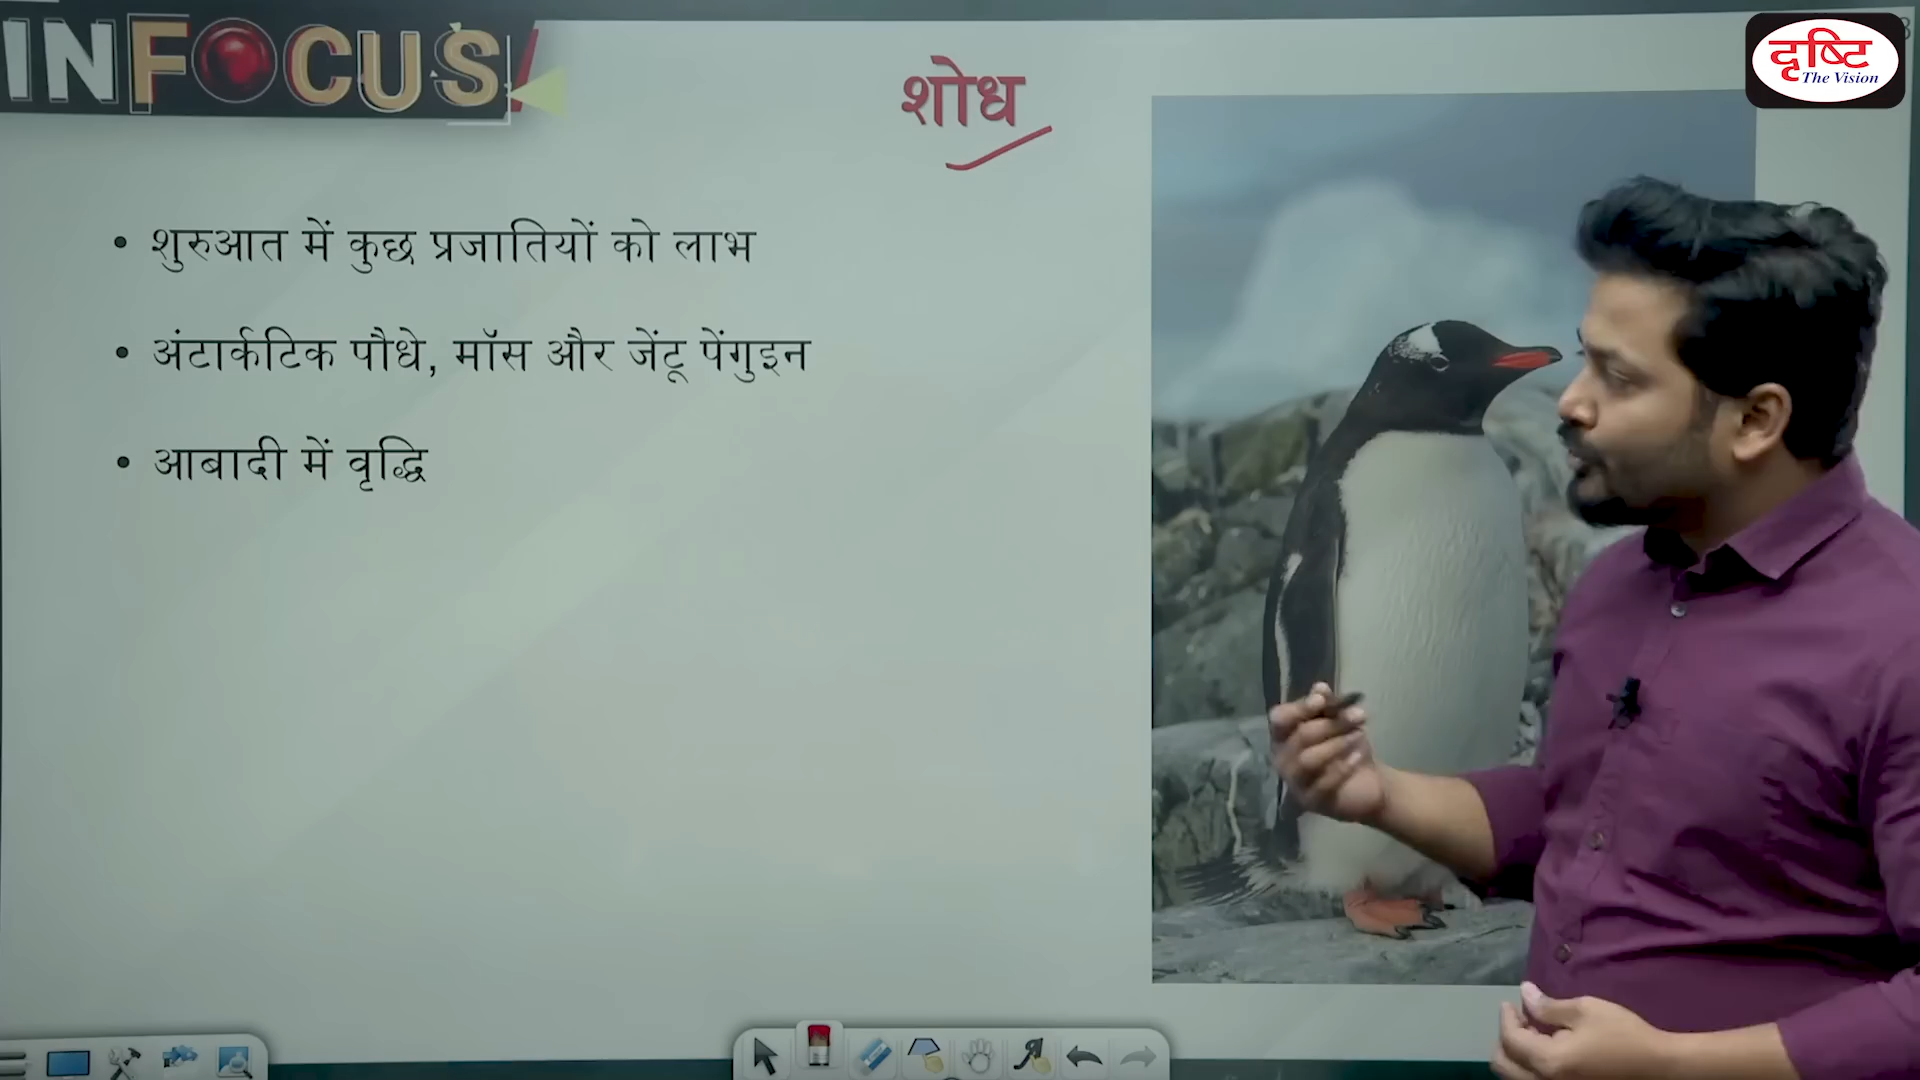 INFOCUS
दृष्टि
The Vision
शोध
• शुरुआत में कुछ प्रजातियों को लाभ
• अंटार्कटिक पौधे, मॉस और जेंटू पेंगुइन
• आबादी में वृद्धि